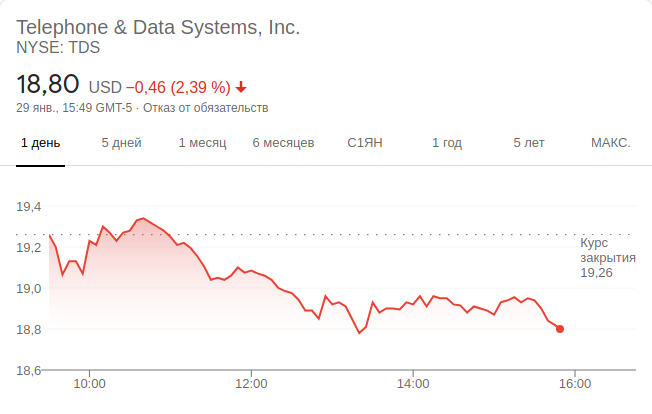 Telephone & Data Systems, Inc.
NYSE: TDS
18,80 USD −0,46 (2,39 %)
29 янв., 15:49 GMT-5 · Отказ от обязательств
1 день 5 дней 1 месяц 6 месяцев С1ЯН 1 год 5 лет МАКС.
19,4
19,2
19,0
18,8
18,6
Курс
закрытия
19,26
10:00 12:00 14:00 16:00